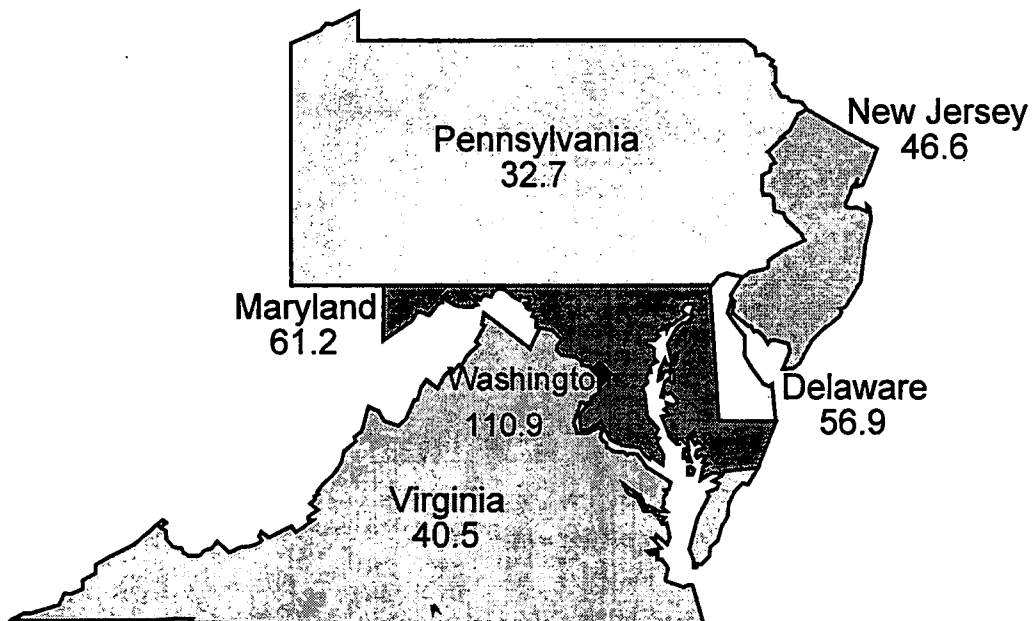 New Jersey
46.6
Pennsylvania
32.7
Maryland
61.2
Washingto
110.9
Delaware
56.9
Virginia
40.5